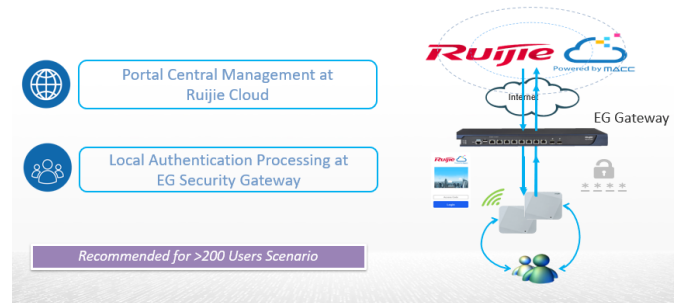 Portal Central Management at
Ruijie Cloud
Local Authentication Processing at
EG Security Gateway
Recommended for >200 Users Scenario
Ruijie
Powered by MACC
Internet
EG Gateway
Ruijie
* * * *